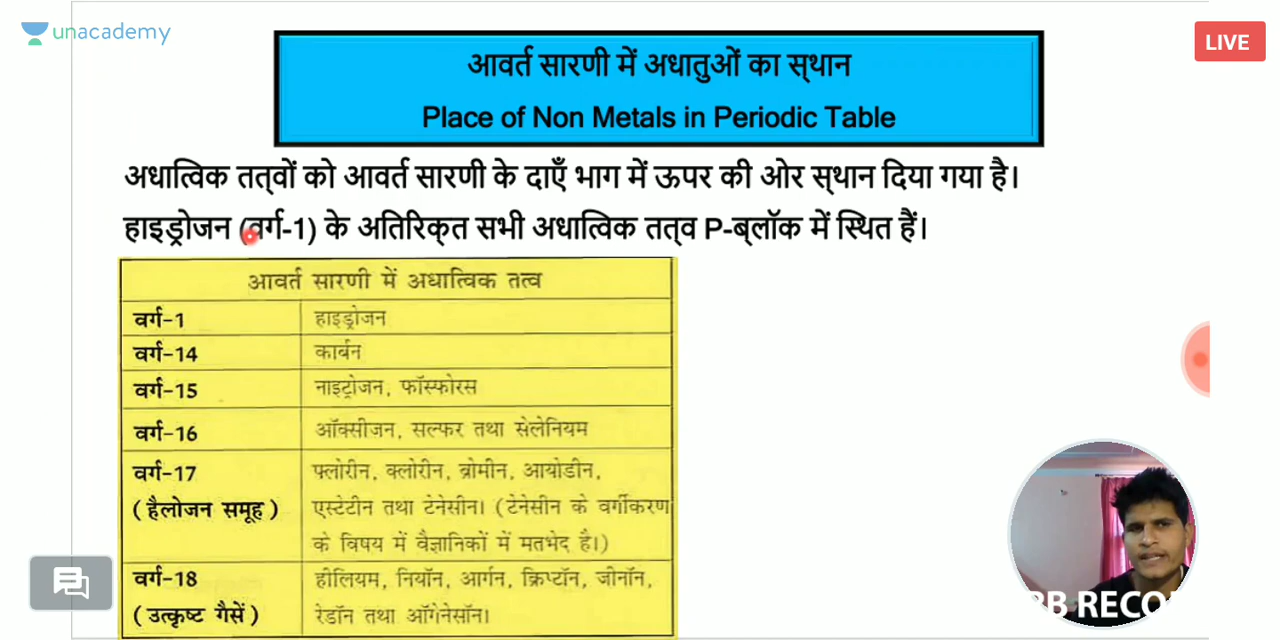 unacademy
LIVE
आवर्त सारणी में अधातुओं का स्थान
Place of Non Metals in Periodic Table
अधात्विक तत्वों को आवर्त सारणी के दाएँ भाग में ऊपर की ओर स्थान दिया गया है।
हाइड्रोजन (वर्ग-1) के अतिरिक्त सभी अधात्विक तत्व P-ब्लॉक में स्थित हैं।
आवर्त सारणी में अधात्विक तत्व
वर्ग-1 हाइड्रोजन
वर्ग-14 कार्बन
वर्ग-15 नाइट्रोजन, फॉस्फोरस
वर्ग-16 ऑक्सीजन, सल्फर तथा सेलेनियम
वर्ग-17 फ्लोरीन, क्लोरीन, ब्रोमीन, आयोडीन,
(हैलोजन समूह) एस्टेटीन तथा टेनेसीन। (टेनेसीन के वर्गीकरण
के विषय में वैज्ञानिकों में मतभेद है।)
वर्ग-18 हीलियम, नियॉन, आर्गन, क्रिप्टॉन, जीनॉन,
(उत्कृष्ट गैसें) रेडॉन तथा ऑगेनेसॉन।